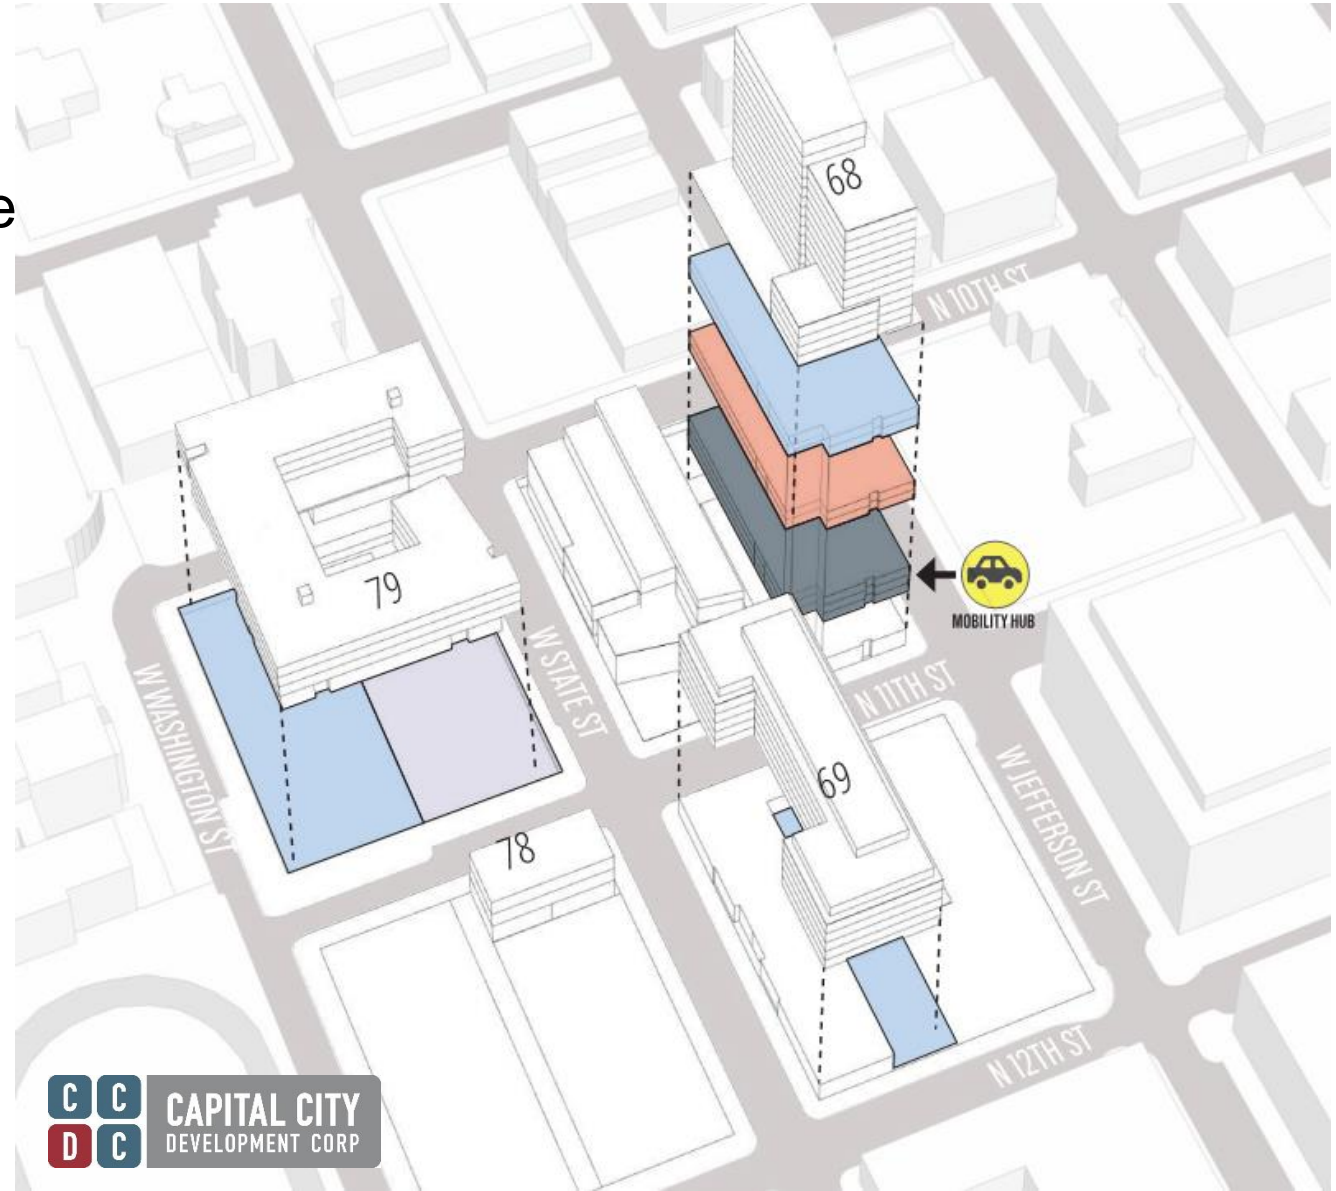 e
68
N 10TH ST
79
MOBILITY HUB
W WASHINGTON ST
W STATE ST
N 11TH ST
69
W JEFFERSON ST
78
N 12TH ST
C C
D C
CAPITAL CITY
DEVELOPMENT CORP